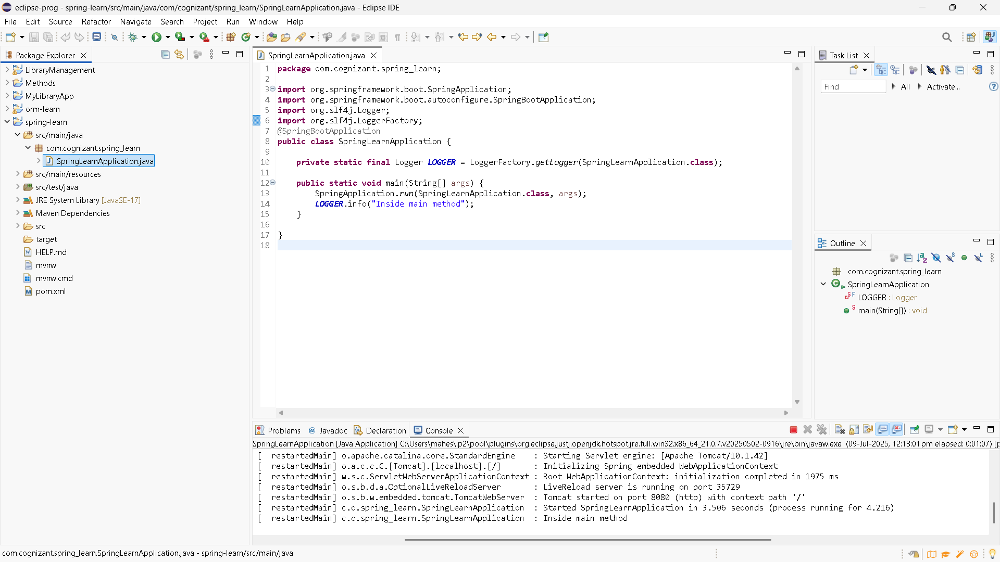 eclipse-prog - spring-learn/src/main/java/com/cognizant/spring_learn/SpringLearnApplication.java - Eclipse IDE
File Edit Source Refactor Navigate Search Project Run Window Help
Package Explorer
LibraryManagement
Methods
MyLibraryApp
orm-learn
spring-learn
src/main/java
com.cognizant.spring_learn
SpringLearnApplication.java
src/main/resources
src/test/java
JRE System Library [JavaSE-17]
Maven Dependencies
src
target
HELP.md
mvnw
mvnw.cmd
pom.xml
SpringLearnApplication.java
1 package com.cognizant.spring_learn;
2
3 import org.springframework.boot.SpringApplication;
4 import org.springframework.boot.autoconfigure.SpringBootApplication;
5 import org.slf4j.Logger;
6 import org.slf4j.LoggerFactory;
7 @SpringBootApplication
8 public class SpringLearnApplication {
9
10 private static final Logger LOGGER = LoggerFactory.getLogger(SpringLearnApplication.class);
11
12 public static void main(String[] args) {
13 SpringApplication.run(SpringLearnApplication.class, args);
14 LOGGER.info("Inside main method");
15 }
16
17 }
18
Task List
Find All Activate...
Outline
com.cognizant.spring_learn
SpringLearnApplication
LOGGER : Logger
main(String[]) : void
Problems @ Javadoc Declaration Console
SpringLearnApplication [Java Application] C:\Users\mahes\.p2\pool\plugins\org.eclipse.justj.openjdk.hotspot.jre.full.win32.x86_64_21.0.7.v20250502-0916\jre\bin\javaw.exe (09-Jul-2025, 12:13:01 pm elapsed: 0:01:07) [p
[ restartedMain] o.apache.catalina.core.StandardEngine : Starting Servlet engine: [Apache Tomcat/10.1.42]
[ restartedMain] o.a.c.c.C.[Tomcat].[localhost].[/] : Initializing Spring embedded WebApplicationContext
[ restartedMain] w.s.c.ServletWebServerApplicationContext : Root WebApplicationContext: initialization completed in 1975 ms
[ restartedMain] o.s.b.d.a.OptionalLiveReloadServer : LiveReload server is running on port 35729
[ restartedMain] o.s.b.w.embedded.tomcat.TomcatWebServer : Tomcat started on port 8080 (http) with context path '/'
[ restartedMain] c.c.spring_learn.SpringLearnApplication : Started SpringLearnApplication in 3.506 seconds (process running for 4.216)
[ restartedMain] c.c.spring_learn.SpringLearnApplication : Inside main method
com.cognizant.spring_learn.SpringLearnApplication.java - spring-learn/src/main/java